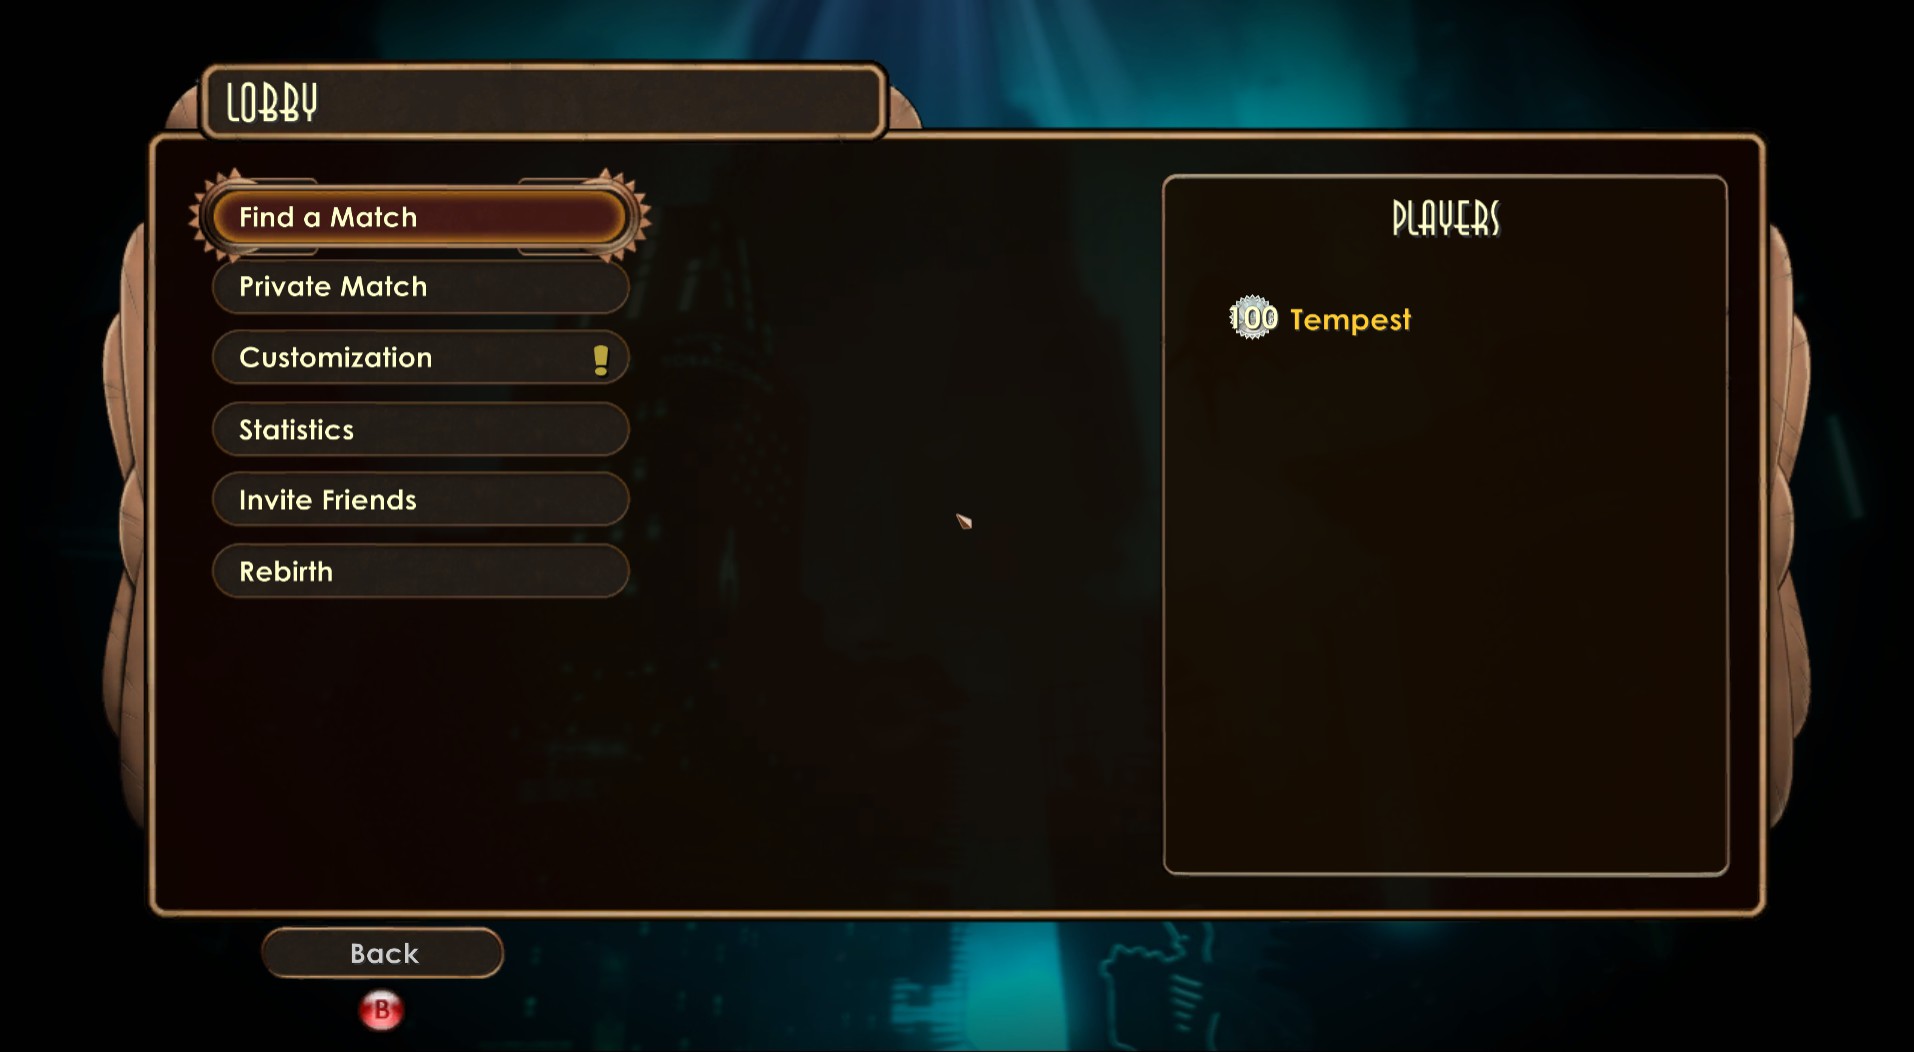 LOBBY
Find a Match
Private Match
Customization !
Statistics
Invite Friends
Rebirth
PLAYERS
100 Tempest
Back
B